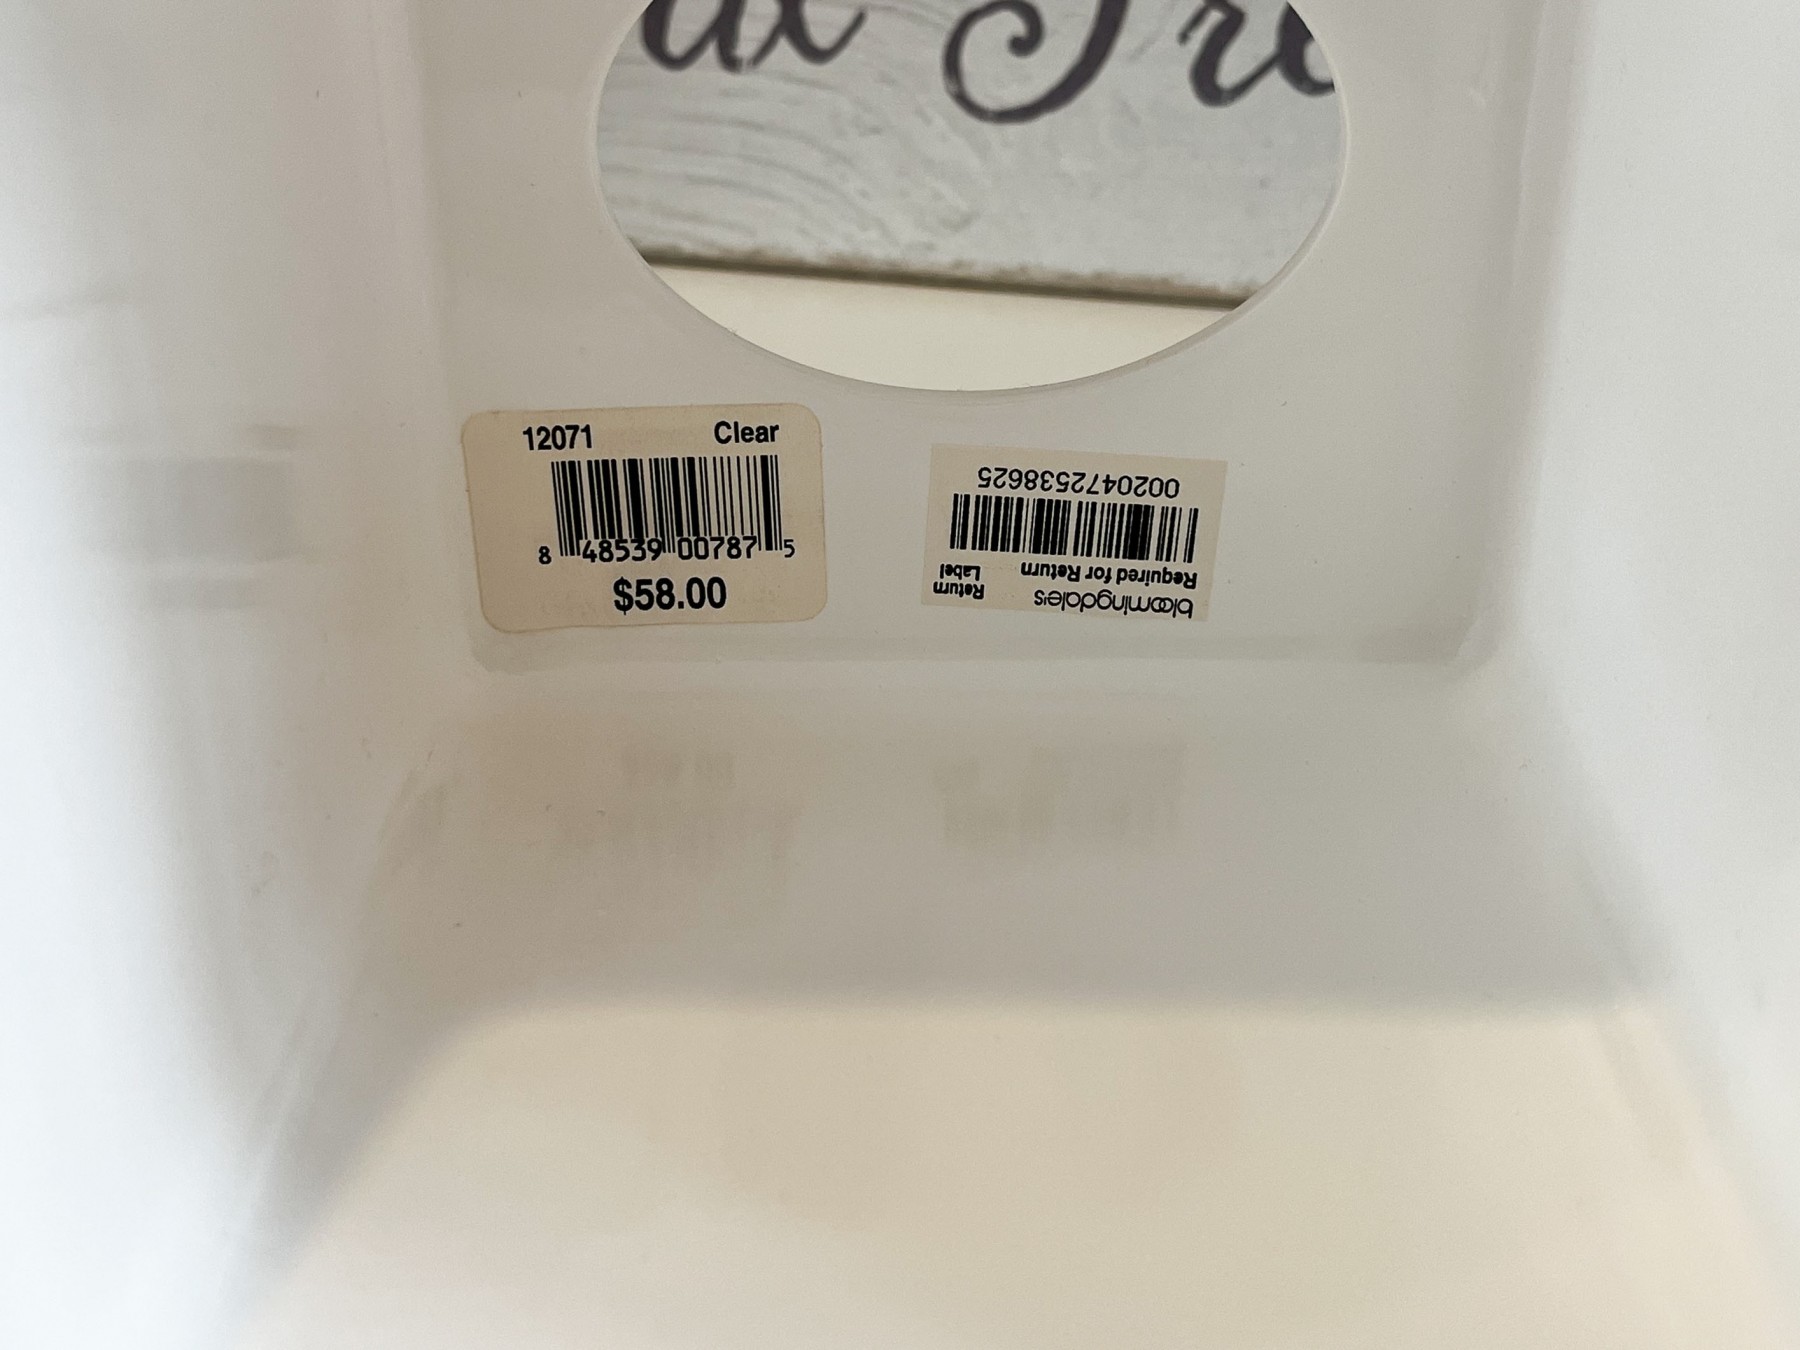 12071 Clear
8 48539 00787 5
$58.00
bloomingdale's Return Label
Required for Return
0020472538625